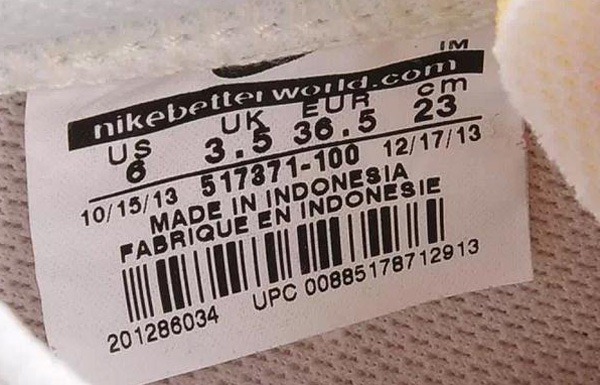 IM
nikebetterworld.com
US UK EUR cm
6 3.5 36.5 23
10/15/13 517371-100 12/17/13
MADE IN INDONESIA
FABRIQUE EN INDONESIE
201286034 UPC 00885178712913